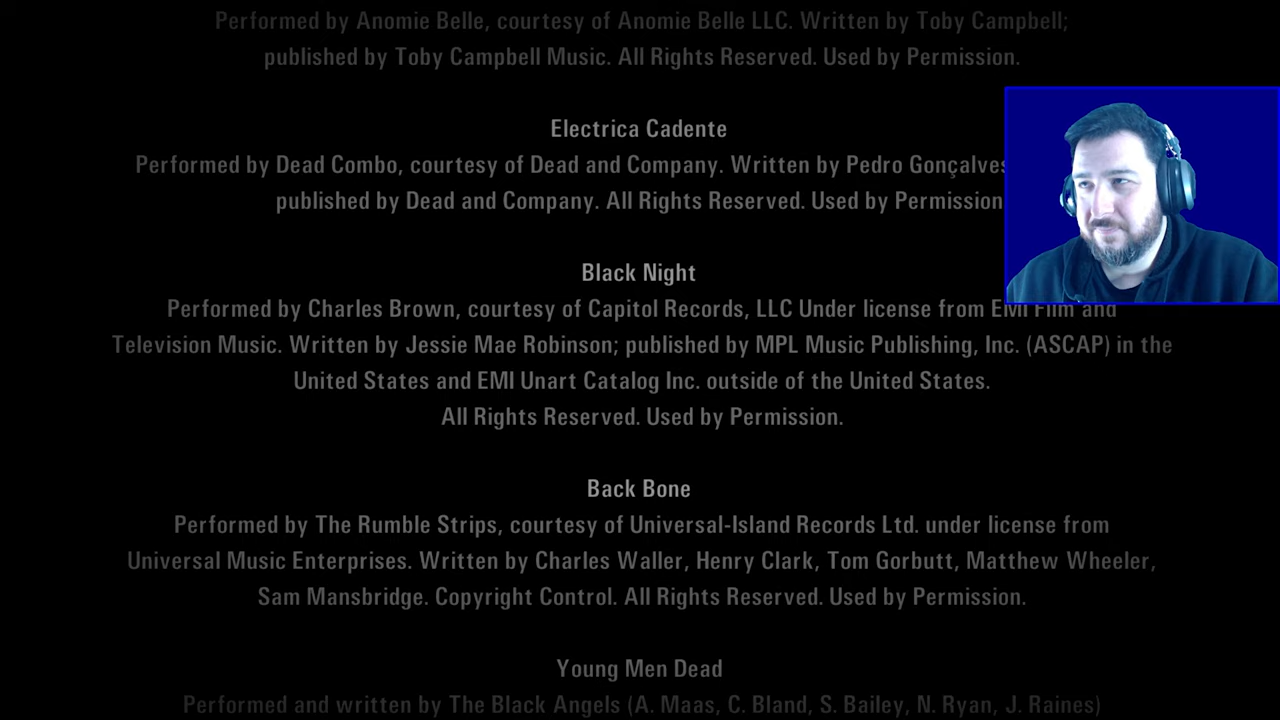 Performed by Anomie Belle, courtesy of Anomie Belle LLC. Written by Toby Campbell;
published by Toby Campbell Music. All Rights Reserved. Used by Permission.
Electrica Cadente
Performed by Dead Combo, courtesy of Dead and Company. Written by Pedro Gonçalves
published by Dead and Company. All Rights Reserved. Used by Permission
Black Night
Performed by Charles Brown, courtesy of Capitol Records, LLC Under license from EMI Film and
Television Music. Written by Jessie Mae Robinson; published by MPL Music Publishing, Inc. (ASCAP) in the
United States and EMI Unart Catalog Inc. outside of the United States.
All Rights Reserved. Used by Permission.
Back Bone
Performed by The Rumble Strips, courtesy of Universal-Island Records Ltd. under license from
Universal Music Enterprises. Written by Charles Waller, Henry Clark, Tom Gorbutt, Matthew Wheeler,
Sam Mansbridge. Copyright Control. All Rights Reserved. Used by Permission.
Young Men Dead
Performed and written by The Black Angels (A. Maas, C. Bland, S. Bailey, N. Ryan, J. Raines)